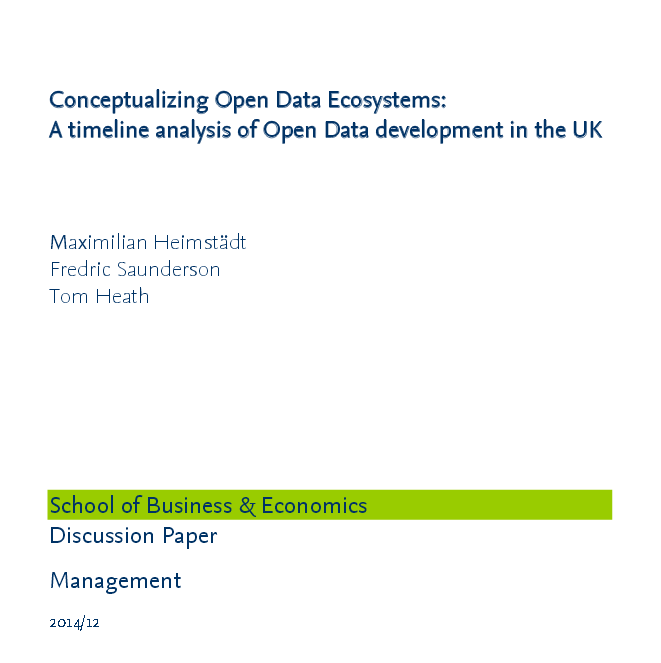 Conceptualizing Open Data Ecosystems:
A timeline analysis of Open Data development in the UK
Maximilian Heimstädt
Fredric Saunderson
Tom Heath
School of Business & Economics
Discussion Paper
Management
2014/12